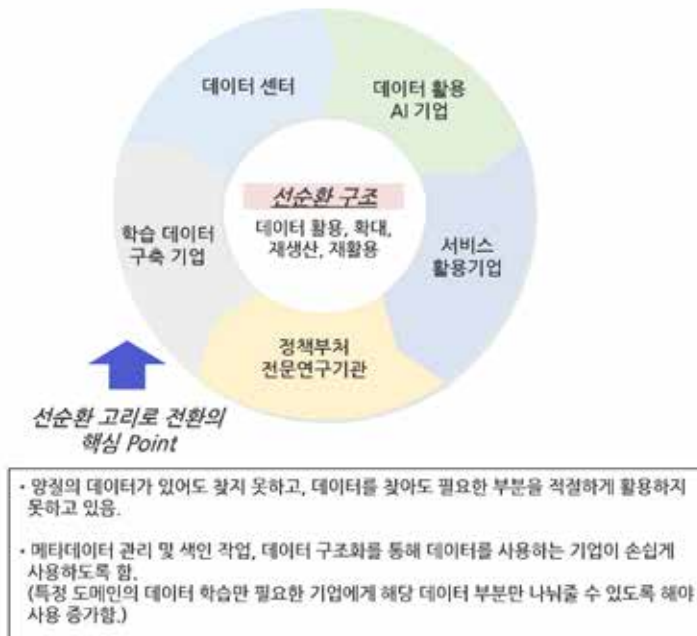 데이터 센터
데이터 활용
AI 기업
선순환 구조
데이터 활용, 확대,
재생산, 재활용
학습 데이터
구축 기업
서비스
활용기업
정책부처
전문연구기관
선순환 고리로 전환의
핵심 Point
• 양질의 데이터가 있어도 찾지 못하고, 데이터를 찾아도 필요한 부분을 적절하게 활용하지
못하고 있음.
• 메타데이터 관리 및 색인 작업, 데이터 구조화를 통해 데이터를 사용하는 기업이 손쉽게
사용하도록 함.
(특정 도메인의 데이터 학습만 필요한 기업에게 해당 데이터 부분만 나눠줄 수 있도록 해야
사용 증가함.)